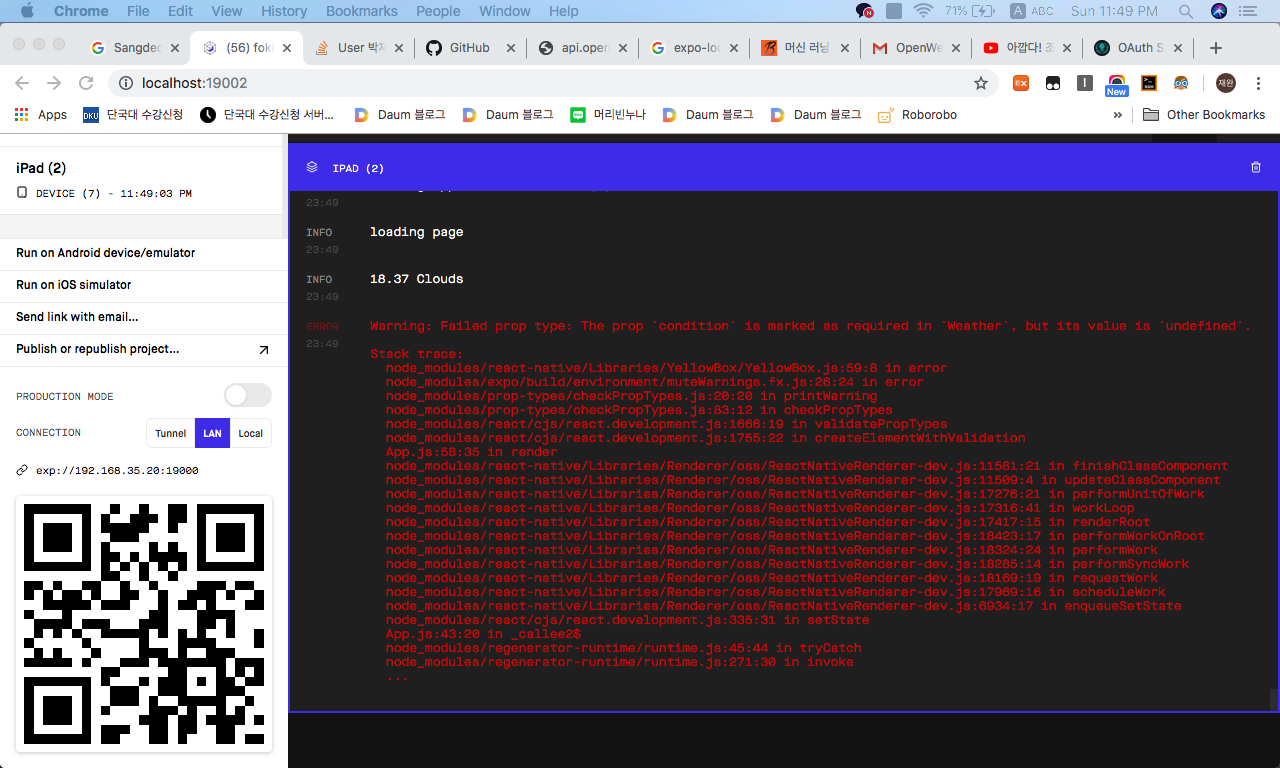 Chrome File Edit View History Bookmarks People Window Help 71% A ABC Sun 11:49 PM
Sangdec (56) foki User 박지 GitHub api.open expo-loc 머신 러닝 OpenWe 아깝다! 조 OAuth S
localhost:19002 EX I New 재완
Apps DKU 단국대 수강신청 단국대 수강신청 서버... Daum 블로그 Daum 블로그 머리빈누나 Daum 블로그 Daum 블로그 Roborobo » Other Bookmarks
iPad (2)
DEVICE (7) - 11:49:03 PM
Run on Android device/emulator
Run on iOS simulator
Send link with email...
Publish or republish project...
PRODUCTION MODE
CONNECTION Tunnel LAN Local
exp://192.168.35.20:19000
IPAD (2)
23:49
INFO loading page
23:49
INFO 18.37 Clouds
23:49
ERROR Warning: Failed prop type: The prop `condition` is marked as required in `Weather`, but its value is `undefined`.
23:49
Stack trace:
node_modules/react-native/Libraries/YellowBox/YellowBox.js:59:8 in error
node_modules/expo/build/environment/muteWarnings.fx.js:26:24 in error
node_modules/prop-types/checkPropTypes.js:20:20 in printWarning
node_modules/prop-types/checkPropTypes.js:83:12 in checkPropTypes
node_modules/react/cjs/react.development.js:1666:19 in validatePropTypes
node_modules/react/cjs/react.development.js:1755:22 in createElementWithValidation
App.js:58:35 in render
node_modules/react-native/Libraries/Renderer/oss/ReactNativeRenderer-dev.js:11581:21 in finishClassComponent
node_modules/react-native/Libraries/Renderer/oss/ReactNativeRenderer-dev.js:11509:4 in updateClassComponent
node_modules/react-native/Libraries/Renderer/oss/ReactNativeRenderer-dev.js:17276:21 in performUnitOfWork
node_modules/react-native/Libraries/Renderer/oss/ReactNativeRenderer-dev.js:17316:41 in workLoop
node_modules/react-native/Libraries/Renderer/oss/ReactNativeRenderer-dev.js:17417:15 in renderRoot
node_modules/react-native/Libraries/Renderer/oss/ReactNativeRenderer-dev.js:18423:17 in performWorkOnRoot
node_modules/react-native/Libraries/Renderer/oss/ReactNativeRenderer-dev.js:18324:24 in performWork
node_modules/react-native/Libraries/Renderer/oss/ReactNativeRenderer-dev.js:18285:14 in performSyncWork
node_modules/react-native/Libraries/Renderer/oss/ReactNativeRenderer-dev.js:18169:19 in requestWork
node_modules/react-native/Libraries/Renderer/oss/ReactNativeRenderer-dev.js:17969:16 in scheduleWork
node_modules/react-native/Libraries/Renderer/oss/ReactNativeRenderer-dev.js:6934:17 in enqueueSetState
node_modules/react/cjs/react.development.js:335:31 in setState
App.js:43:20 in _callee2$
node_modules/regenerator-runtime/runtime.js:45:44 in tryCatch
node_modules/regenerator-runtime/runtime.js:271:30 in invoke
...